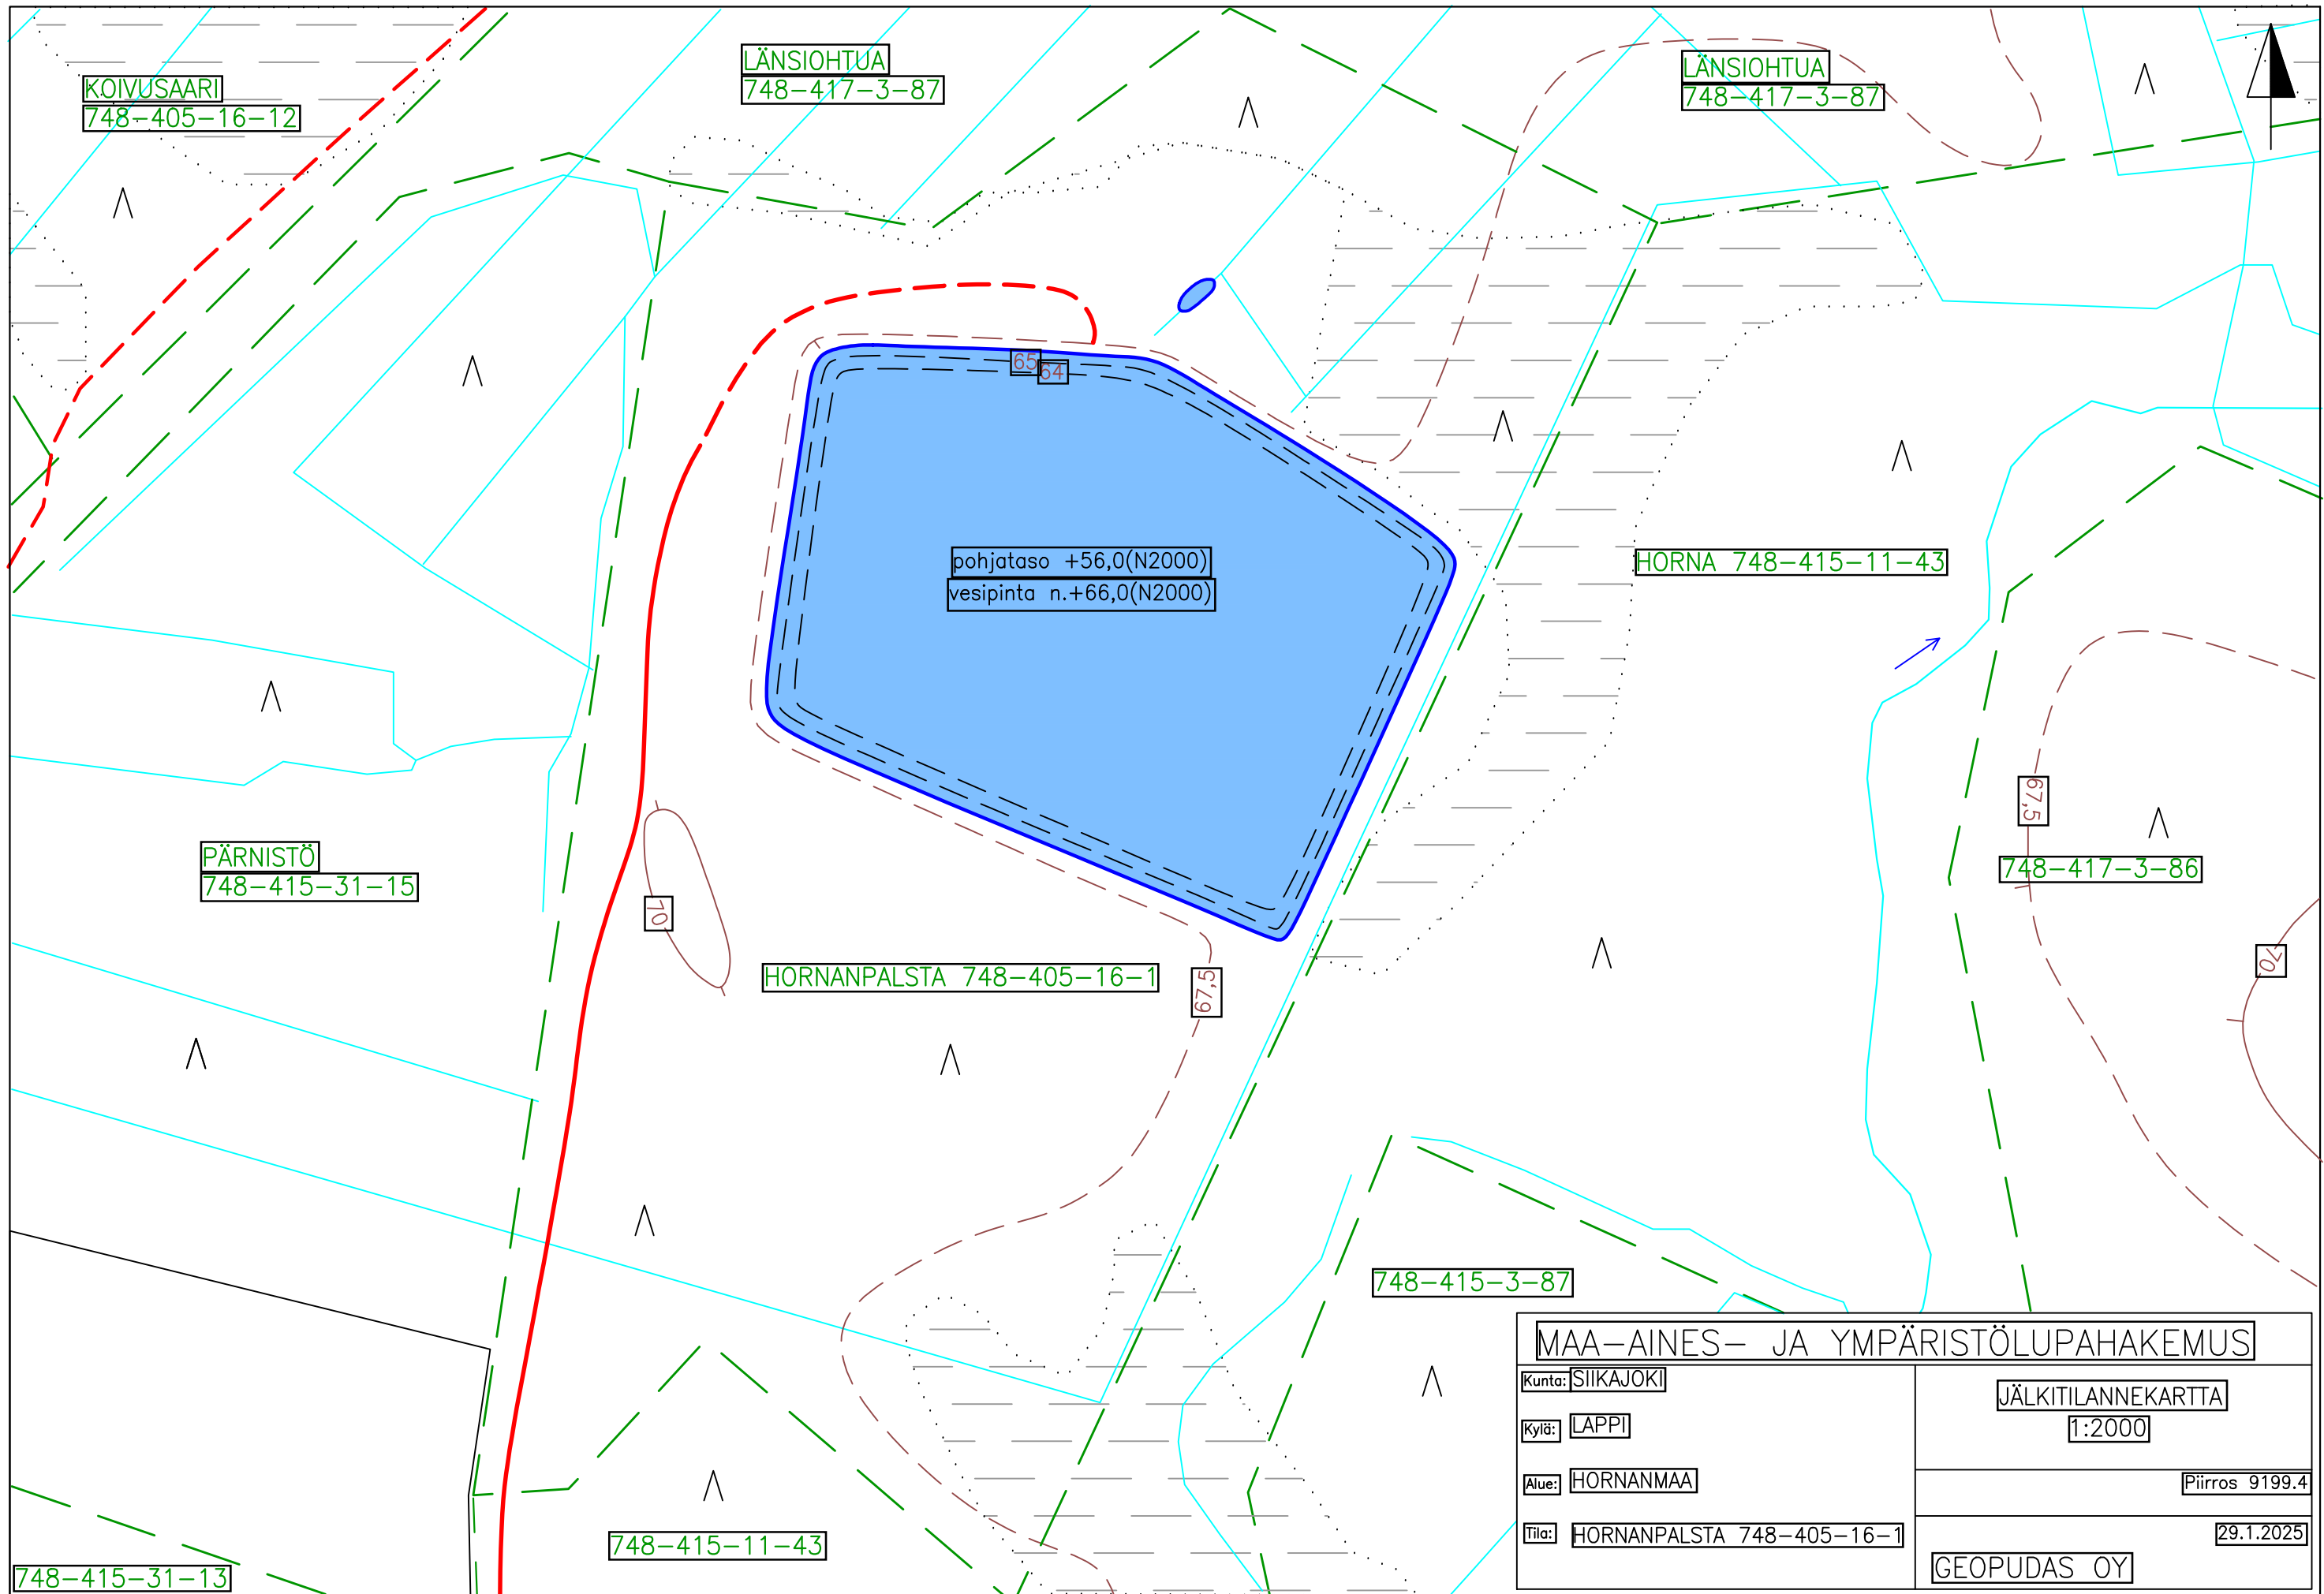 KOIVUSAARI
748-405-16-12
LÄNSIOHTUA
748-417-3-87
LÄNSIOHTUA
748-417-3-87
65
64
pohjataso +56,0(N2000)
vesipinta n.+66,0(N2000)
HORNA 748-415-11-43
67,5
748-417-3-86
PÄRNISTÖ
748-415-31-15
70
70
HORNANPALSTA 748-405-16-1
67,5
748-415-3-87
748-415-11-43
748-415-31-13
MAA-AINES- JA YMPÄRISTÖLUPAHAKEMUS
Kunta: SIIKAJOKI
Kylä: LAPPI
Alue: HORNANMAA
Tila: HORNANPALSTA 748-405-16-1
JÄLKITILANNEKARTTA
1:2000
Piirros 9199.4
29.1.2025
GEOPUDAS OY